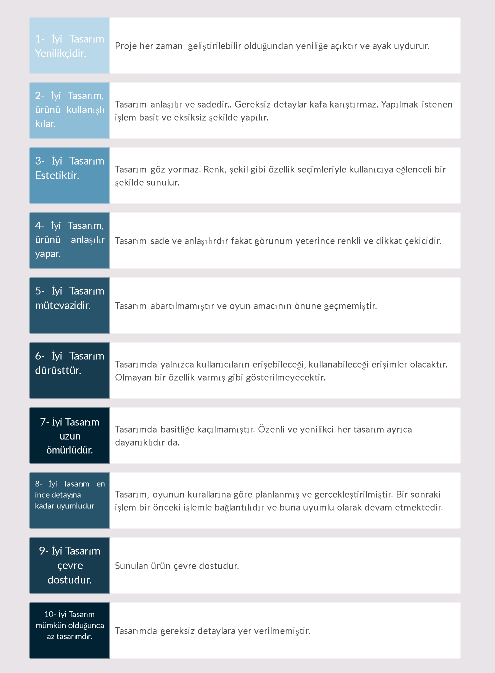 1- İyi Tasarım
Yenilikçidir.
Proje her zaman geliştirilebilir olduğundan yeniliğe açıktır ve ayak uydurur.
2- İyi Tasarım,
ürünü kullanışlı
kılar.
Tasarım anlaşılır ve sadedir.. Gereksiz detaylar kafa karıştırmaz. Yapılmak istenen
işlem basit ve eksiksiz şekilde yapılır.
3- İyi Tasarım
Estetiktir.
Tasarım göz yormaz. Renk, şekil gibi özellik seçimleriyle kullanıcıya eğlenceli bir
şekilde sunulur.
4- İyi Tasarım,
ürünü anlaşılır
yapar.
Tasarım sade ve anlaşılırdır fakat görünüm yeterince renkli ve dikkat çekicidir.
5- İyi Tasarım
mütevazidir.
Tasarım abartılmamıştır ve oyun amacının önüne geçmemiştir.
6- İyi Tasarım
dürüsttür.
Tasarımda yalnızca kullanıcıların erişebileceği, kullanabileceği erişimler olacaktır.
Olmayan bir özellik varmış gibi gösterilmeyecektir.
7- İyi Tasarım
uzun
ömürlüdür.
Tasarımda basitliğe kaçılmamıştır. Özenli ve yenilikci her tasarım ayrıca
dayanıklıdır da.
8- İyi tasarım en
ince detayına
kadar uyumludur
Tasarım, oyunun kurallarına göre planlanmış ve gercekleştirilmiştir. Bir sonraki
işlem bir önceki işlemle bağlantılıdır ve buna uyumlu olarak devam etmektedir.
9- İyi Tasarım
çevre
dostudur.
Sunulan ürün çevre dostudur.
10- İyi Tasarım
mümkün olduğunca
az tasarımdır.
Tasarımda gereksiz detaylara yer verilmemiştir.